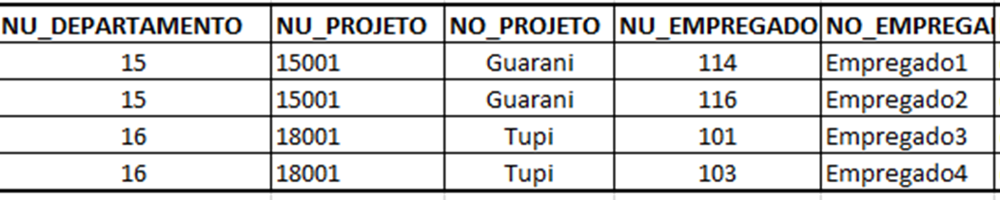 NU_DEPARTAMENTO NU_PROJETO NO_PROJETO NU_EMPREGADO NO_EMPREGA
15 15001 Guarani 114 Empregado1
15 15001 Guarani 116 Empregado2
16 18001 Tupi 101 Empregado3
16 18001 Tupi 103 Empregado4